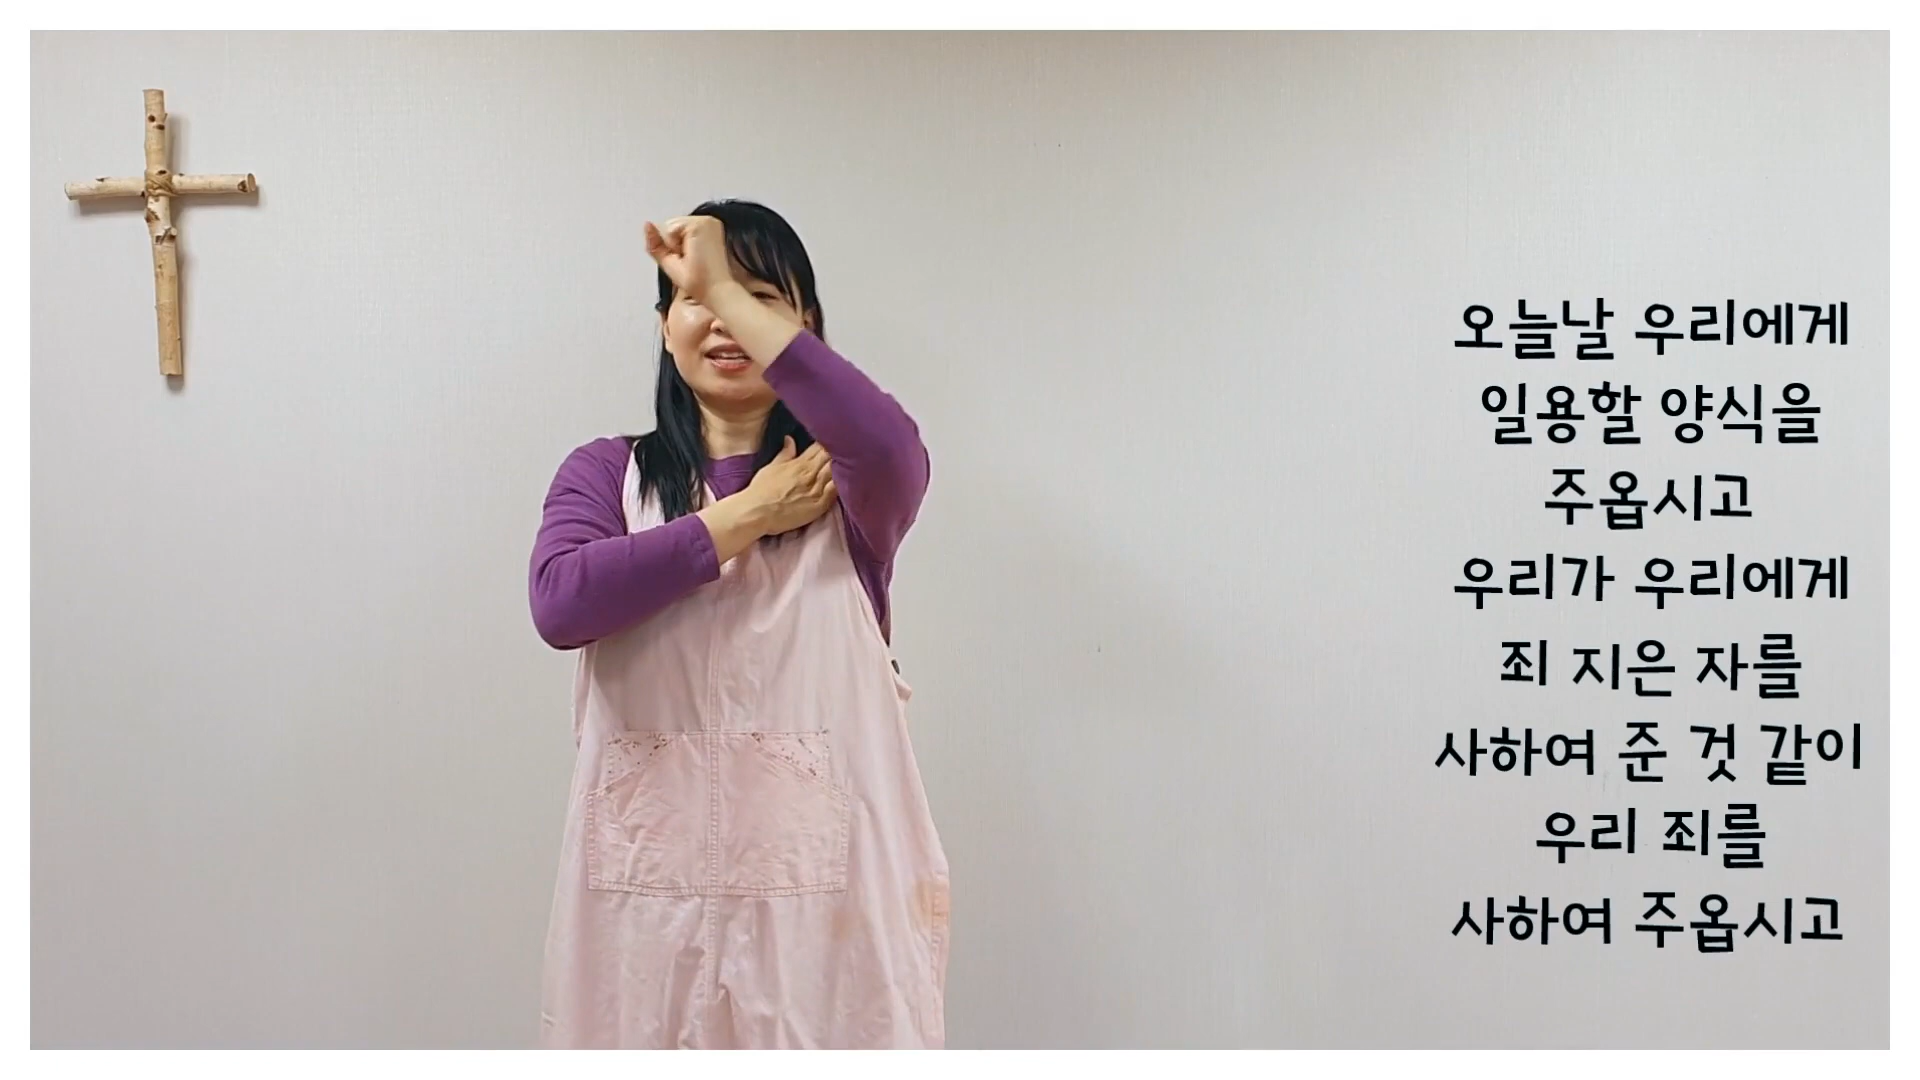 오늘날 우리에게
일용할 양식을
주옵시고
우리가 우리에게
죄 지은 자를
사하여 준 것 같이
우리 죄를
사하여 주옵시고